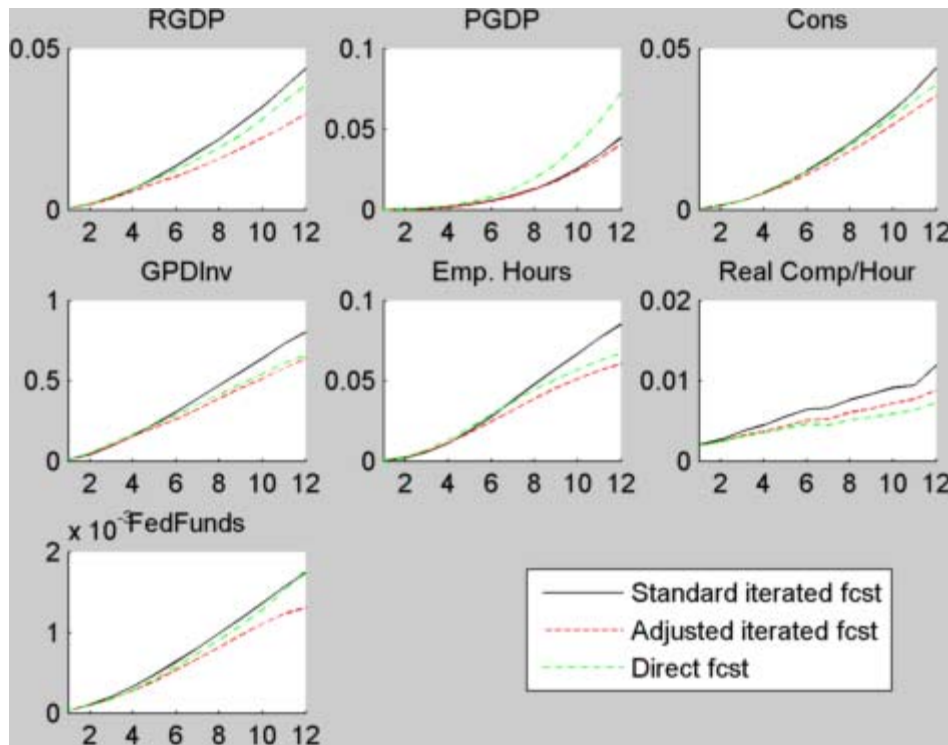 RGDP
0.05
0
2 4 6 8 10 12
PGDP
0.1
0.05
0
2 4 6 8 10 12
Cons
0.05
0
2 4 6 8 10 12
GPDInv
1
0.5
0
2 4 6 8 10 12
Emp. Hours
0.1
0.05
0
2 4 6 8 10 12
Real Comp/Hour
0.02
0.01
0
2 4 6 8 10 12
x 10-3
FedFunds
2
1
0
2 4 6 8 10 12
Standard iterated fcst
Adjusted iterated fcst
Direct fcst